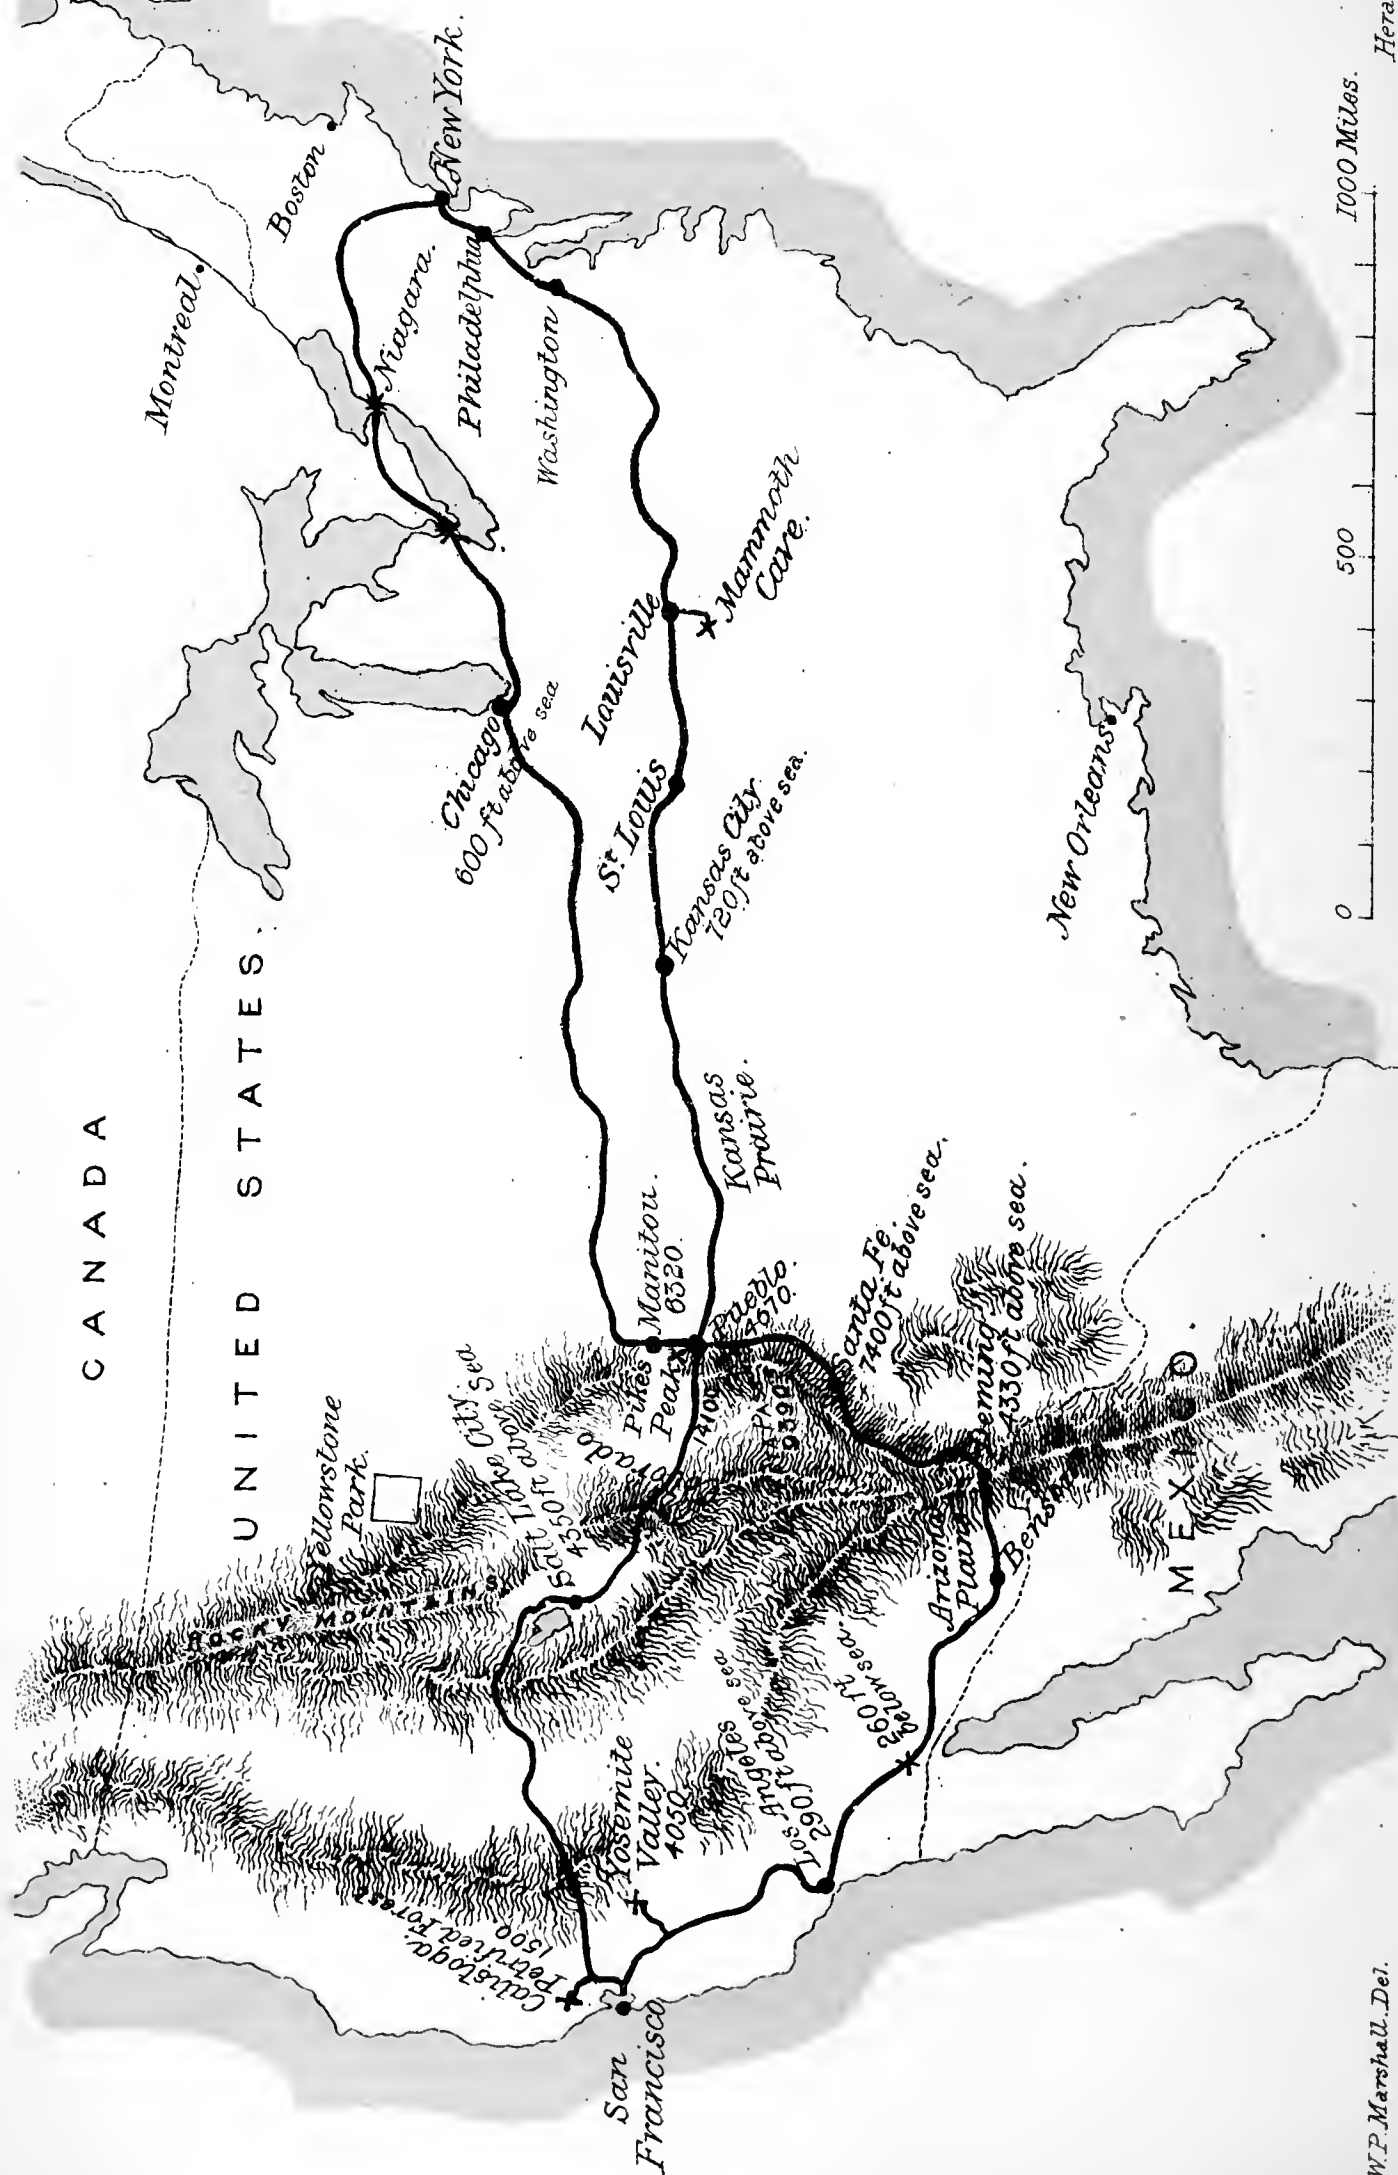 CANADA
UNITED STATES.
Montreal.
Boston
New York.
Niagara.
Philadelphia
Washington
Mammoth
Cave.
Louisville
Chicago
600 ft above sea
St. Louis
Kansas City
720 ft above sea.
Kansas
Prairie.
New Orleans
Manitou.
6320.
Pueblo.
4670.
Pikes
Peak
14100
PASS
9390
Santa Fe.
7400 ft above sea.
Deming
4330 ft above sea.
Yellowstone
Park.
Salt Lake City
4350 ft above sea
ROCKY MOUNTAINS
Arizona
Plains
Benson
MEXICO
260 ft
below sea
Los Angeles
290 ft above sea
Yosemite
Valley.
4050
Calistoga.
Petrified Forest
1500
San
Francisco
0 500 1000 Miles.
W.P. Marshall. Del.
Hera